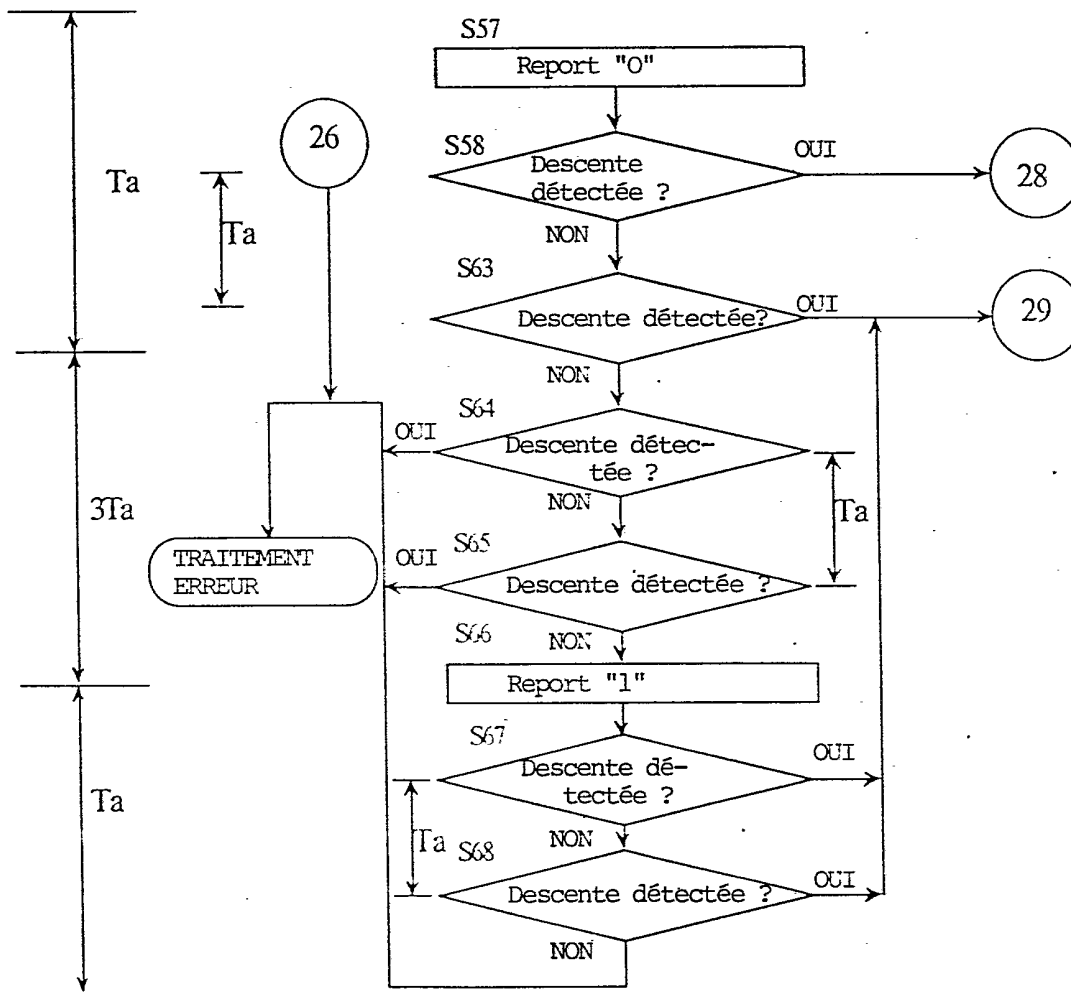 S57
Report "0"
26
S58
Descente
détectée ?
OUI
28
Ta
Ta
NON
S63
Descente détectée?
OUI
29
NON
S64
OUI
Descente détec-
tée ?
Ta
3Ta
NON
TRAITEMENT
ERREUR
S65
OUI
Descente détectée ?
S66
NON
Report "1"
S67
Descente dé-
tectée ?
OUI
Ta
Ta
NON
S68
Descente détectée ?
OUI
NON